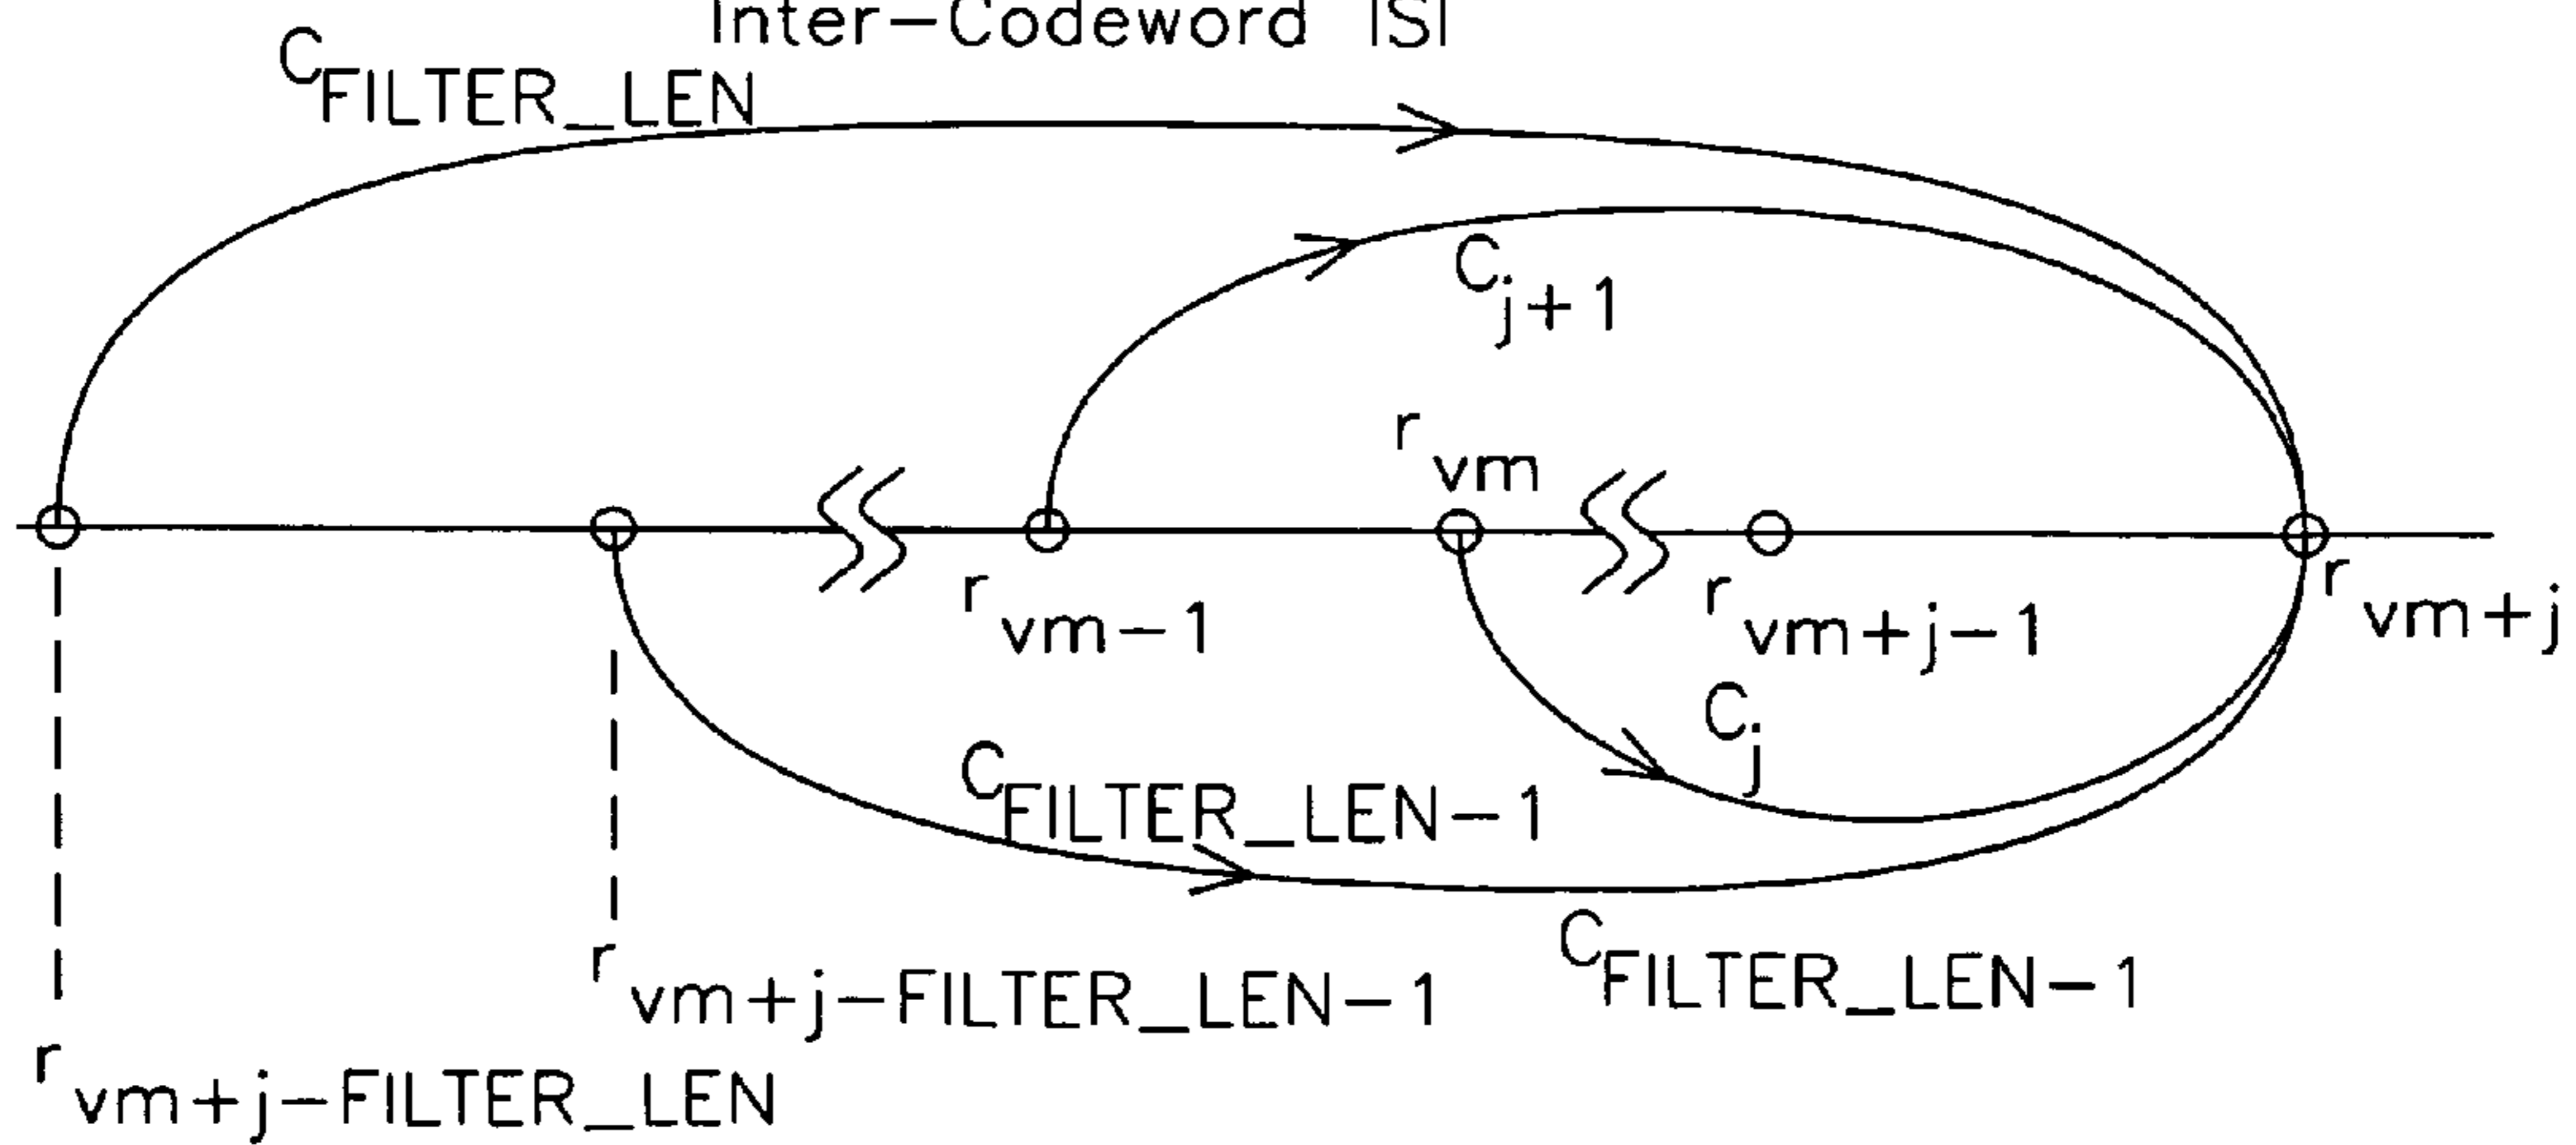 Inter-Codeword ISI
C FILTER_LEN
C j+1
r vm
r vm-1
r vm+j-1
r vm+j
C j
C FILTER_LEN-1
C FILTER_LEN-1
r vm+j-FILTER_LEN-1
r vm+j-FILTER_LEN